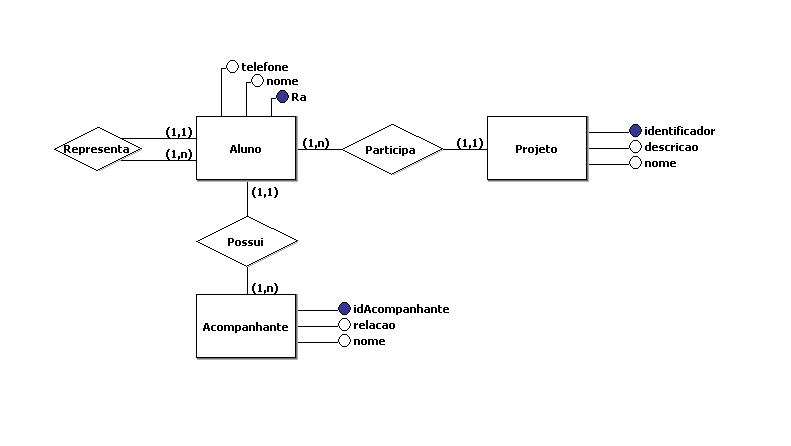 telefone
nome
Ra
(1,1)
Representa
(1,n)
Aluno
(1,n)
Participa
(1,1)
Projeto
identificador
descricao
nome
(1,1)
Possui
(1,n)
Acompanhante
idAcompanhante
relacao
nome